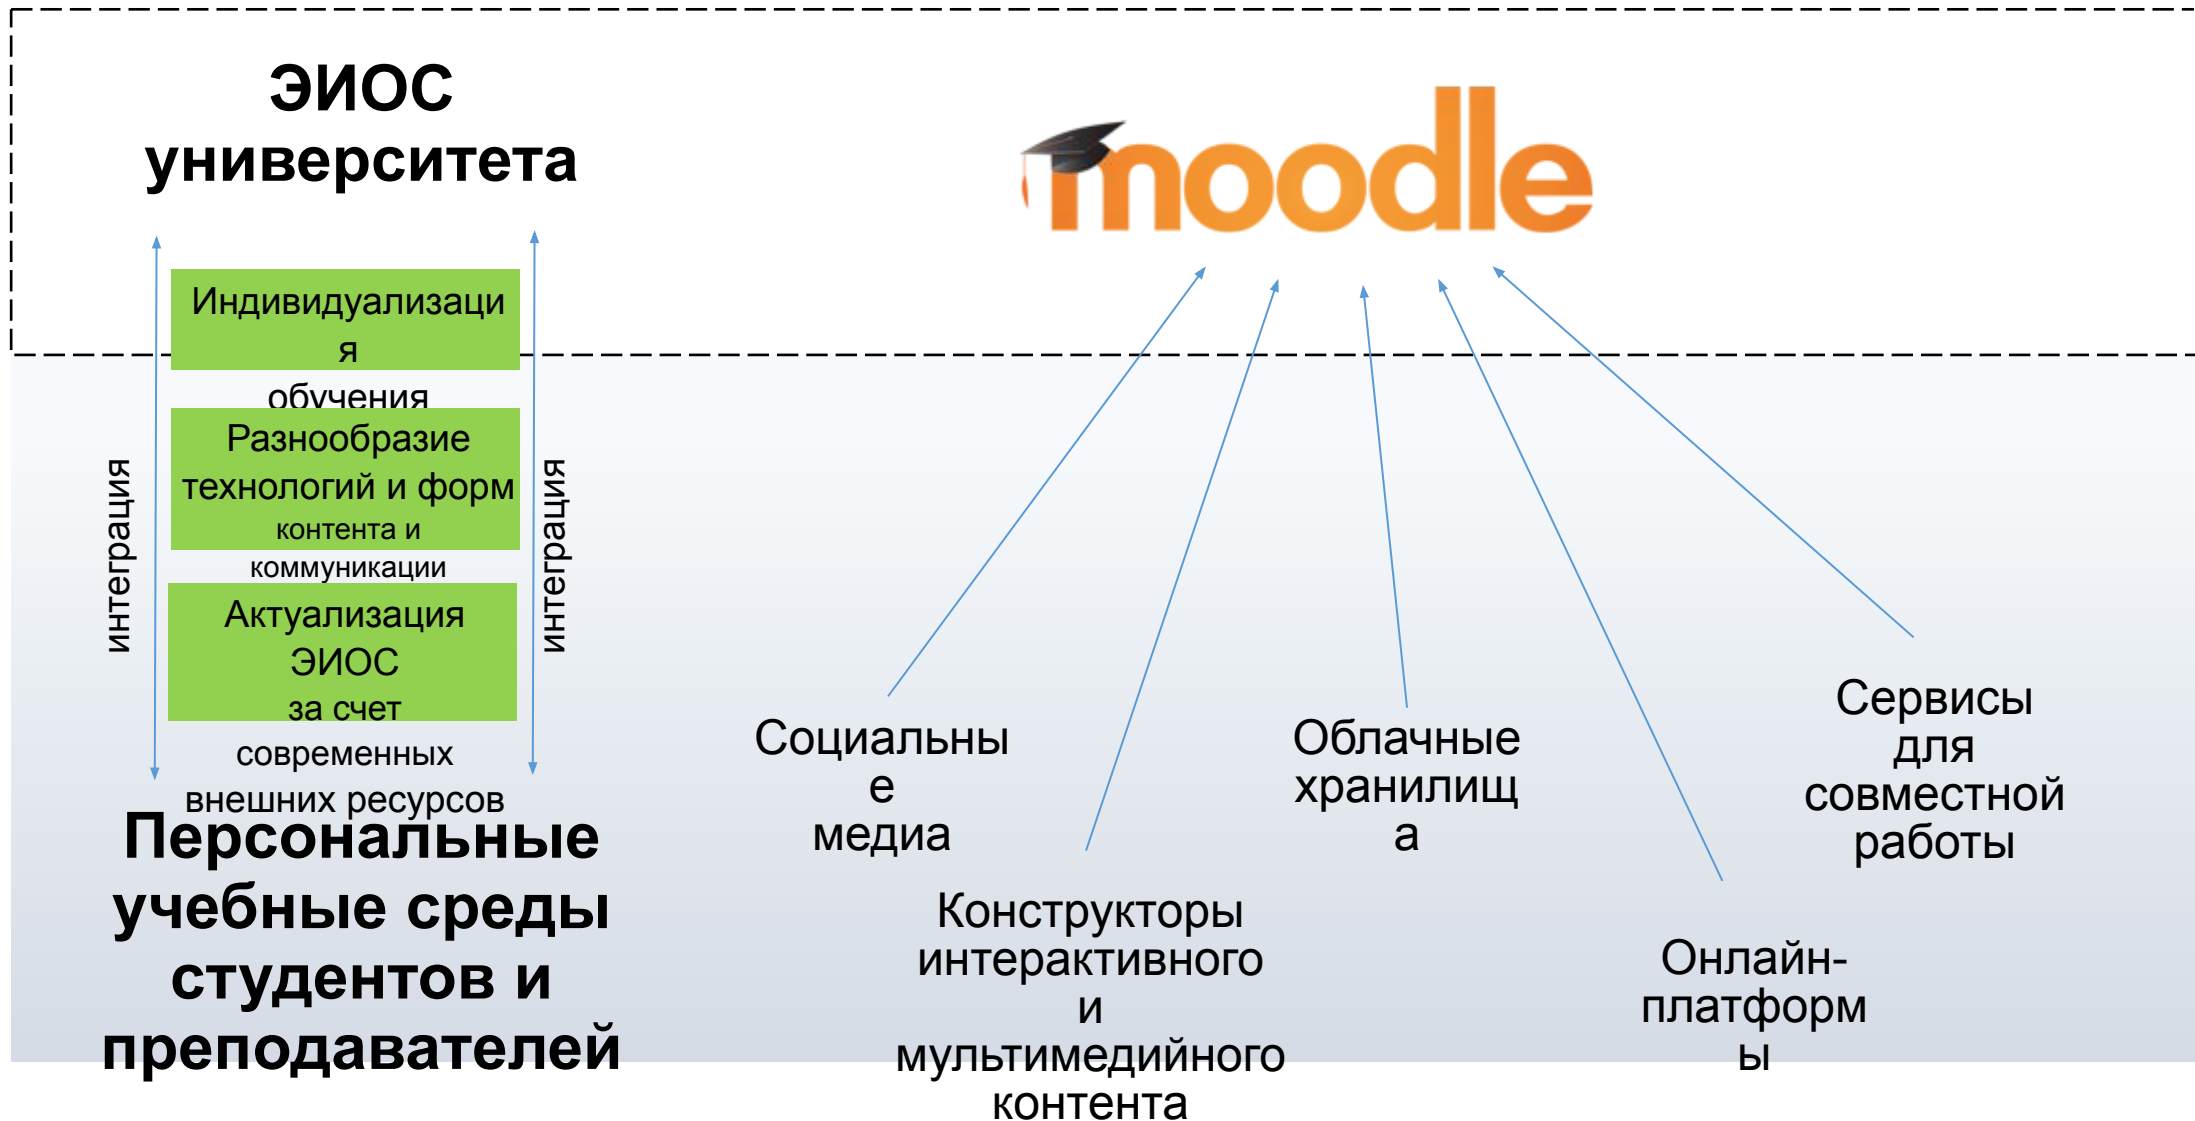 ЭИОС
университета
moodle
Индивидуализаци
я
обучения
Разнообразие
технологий и форм
контента и
коммуникации
Актуализация
ЭИОС
за счет
современных
внешних ресурсов
интеграция
интеграция
Персональные
учебные среды
студентов и
преподавателей
Социальны
е
медиа
Конструкторы
интерактивного
и
мультимедийного
контента
Облачные
хранилищ
а
Онлайн-
платформ
ы
Сервисы
для
совместной
работы